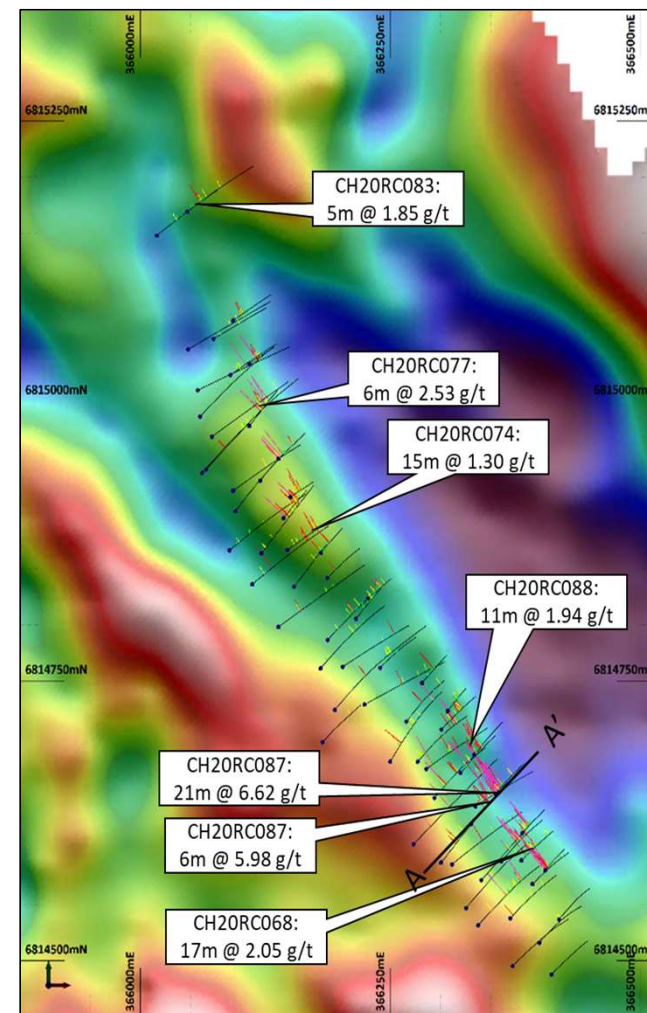 366000mE
366250mE
366500mE
6815250mN
6815250mN
CH20RC083:
5m @ 1.85 g/t
6815000mN
6815000mN
CH20RC077:
6m @ 2.53 g/t
CH20RC074:
15m @ 1.30 g/t
CH20RC088:
11m @ 1.94 g/t
6814750mN
6814750mN
A'
CH20RC087:
21m @ 6.62 g/t
CH20RC087:
6m @ 5.98 g/t
A
CH20RC068:
17m @ 2.05 g/t
6814500mN
6814500mN
366000mE
366250mE
366500mE